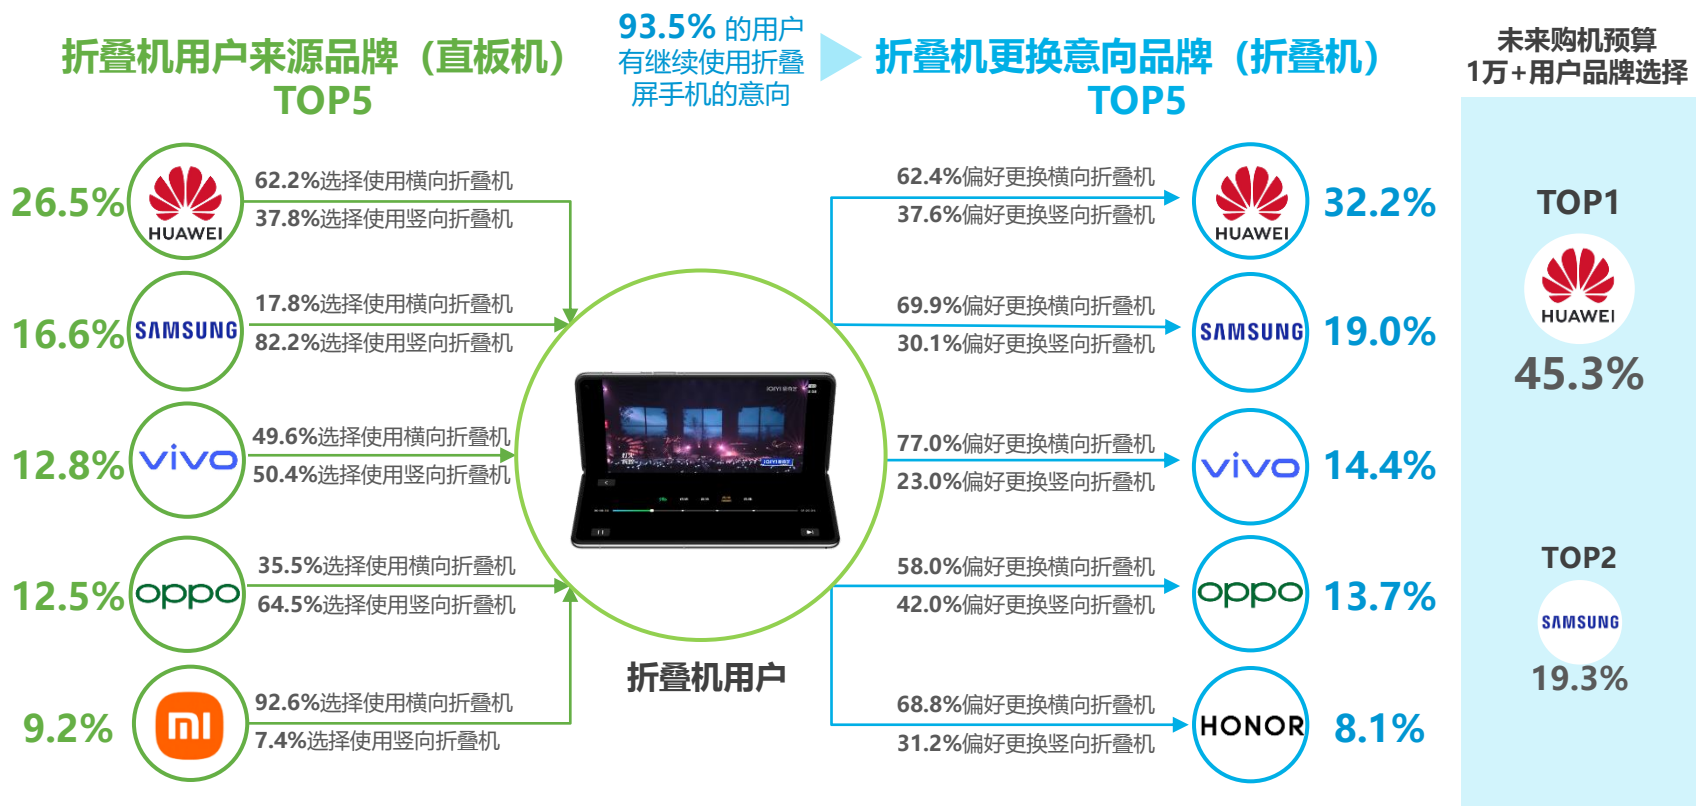 折叠机用户来源品牌（直板机）
TOP5
93.5% 的用户
有继续使用折叠
屏手机的意向
折叠机更换意向品牌（折叠机）
TOP5
未来购机预算
1万+用户品牌选择
26.5%
HUAWEI
62.2%选择使用横向折叠机
37.8%选择使用竖向折叠机
16.6%
SAMSUNG
17.8%选择使用横向折叠机
82.2%选择使用竖向折叠机
12.8%
vivo
49.6%选择使用横向折叠机
50.4%选择使用竖向折叠机
12.5%
oppo
35.5%选择使用横向折叠机
64.5%选择使用竖向折叠机
9.2%
mi
92.6%选择使用横向折叠机
7.4%选择使用竖向折叠机
折叠机用户
62.4%偏好更换横向折叠机
37.6%偏好更换竖向折叠机
HUAWEI
32.2%
69.9%偏好更换横向折叠机
30.1%偏好更换竖向折叠机
SAMSUNG
19.0%
77.0%偏好更换横向折叠机
23.0%偏好更换竖向折叠机
vivo
14.4%
58.0%偏好更换横向折叠机
42.0%偏好更换竖向折叠机
oppo
13.7%
68.8%偏好更换横向折叠机
31.2%偏好更换竖向折叠机
HONOR
8.1%
TOP1
HUAWEI
45.3%
TOP2
SAMSUNG
19.3%